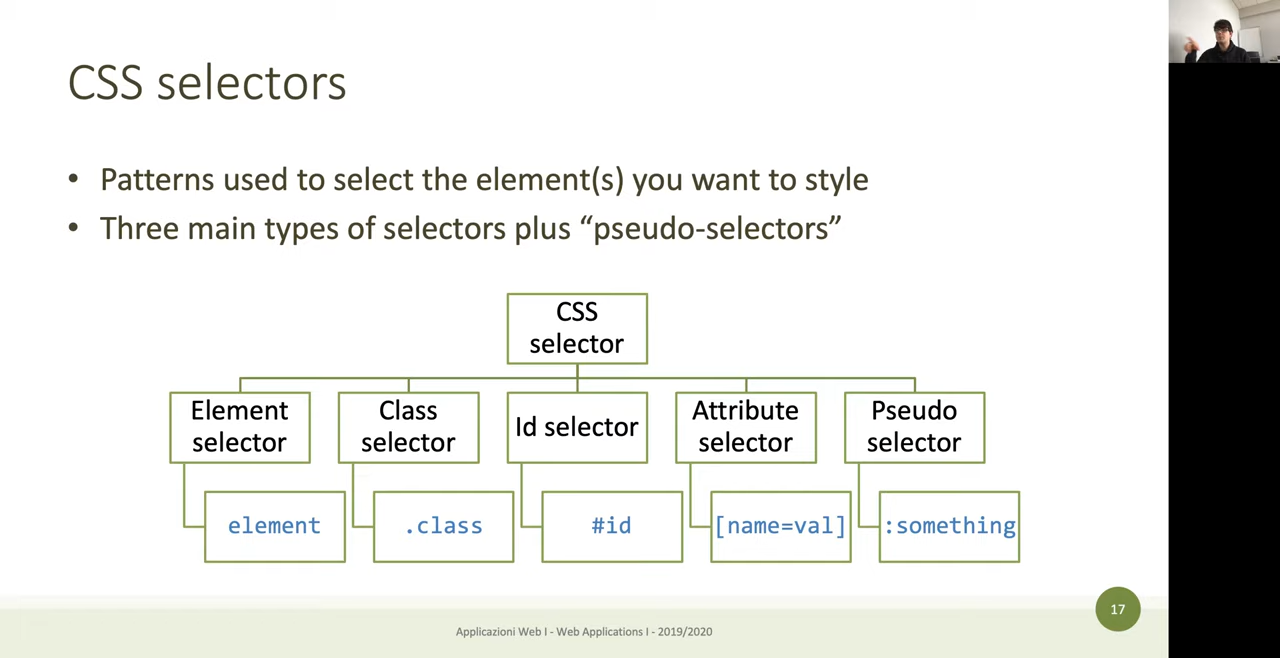 CSS selectors
• Patterns used to select the element(s) you want to style
• Three main types of selectors plus “pseudo-selectors”
CSS
selector
Element
selector
Class
selector
Id selector
Attribute
selector
Pseudo
selector
element
.class
#id
[name=val]
:something
17
Applicazioni Web I - Web Applications I - 2019/2020